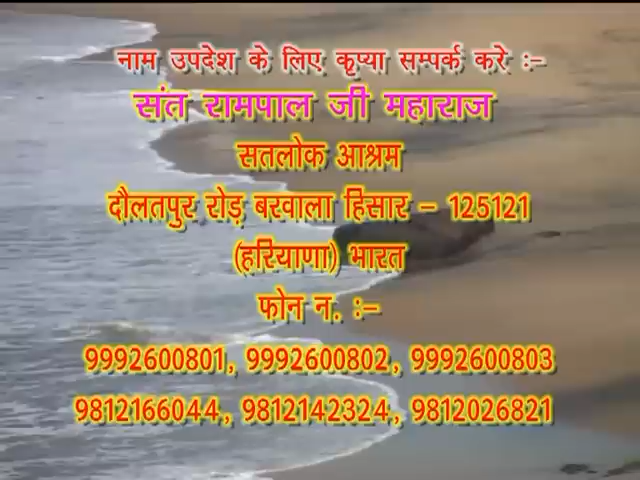 नाम उपदेश के लिए कृप्या सम्पर्क करे :-
संत रामपाल जी महाराज
सतलोक आश्रम
दौलतपुर रोड़ बरवाला हिसार - 125121
(हरियाणा) भारत
फोन न. :-
9992600801, 9992600802, 9992600803
9812166044, 9812142324, 9812026821